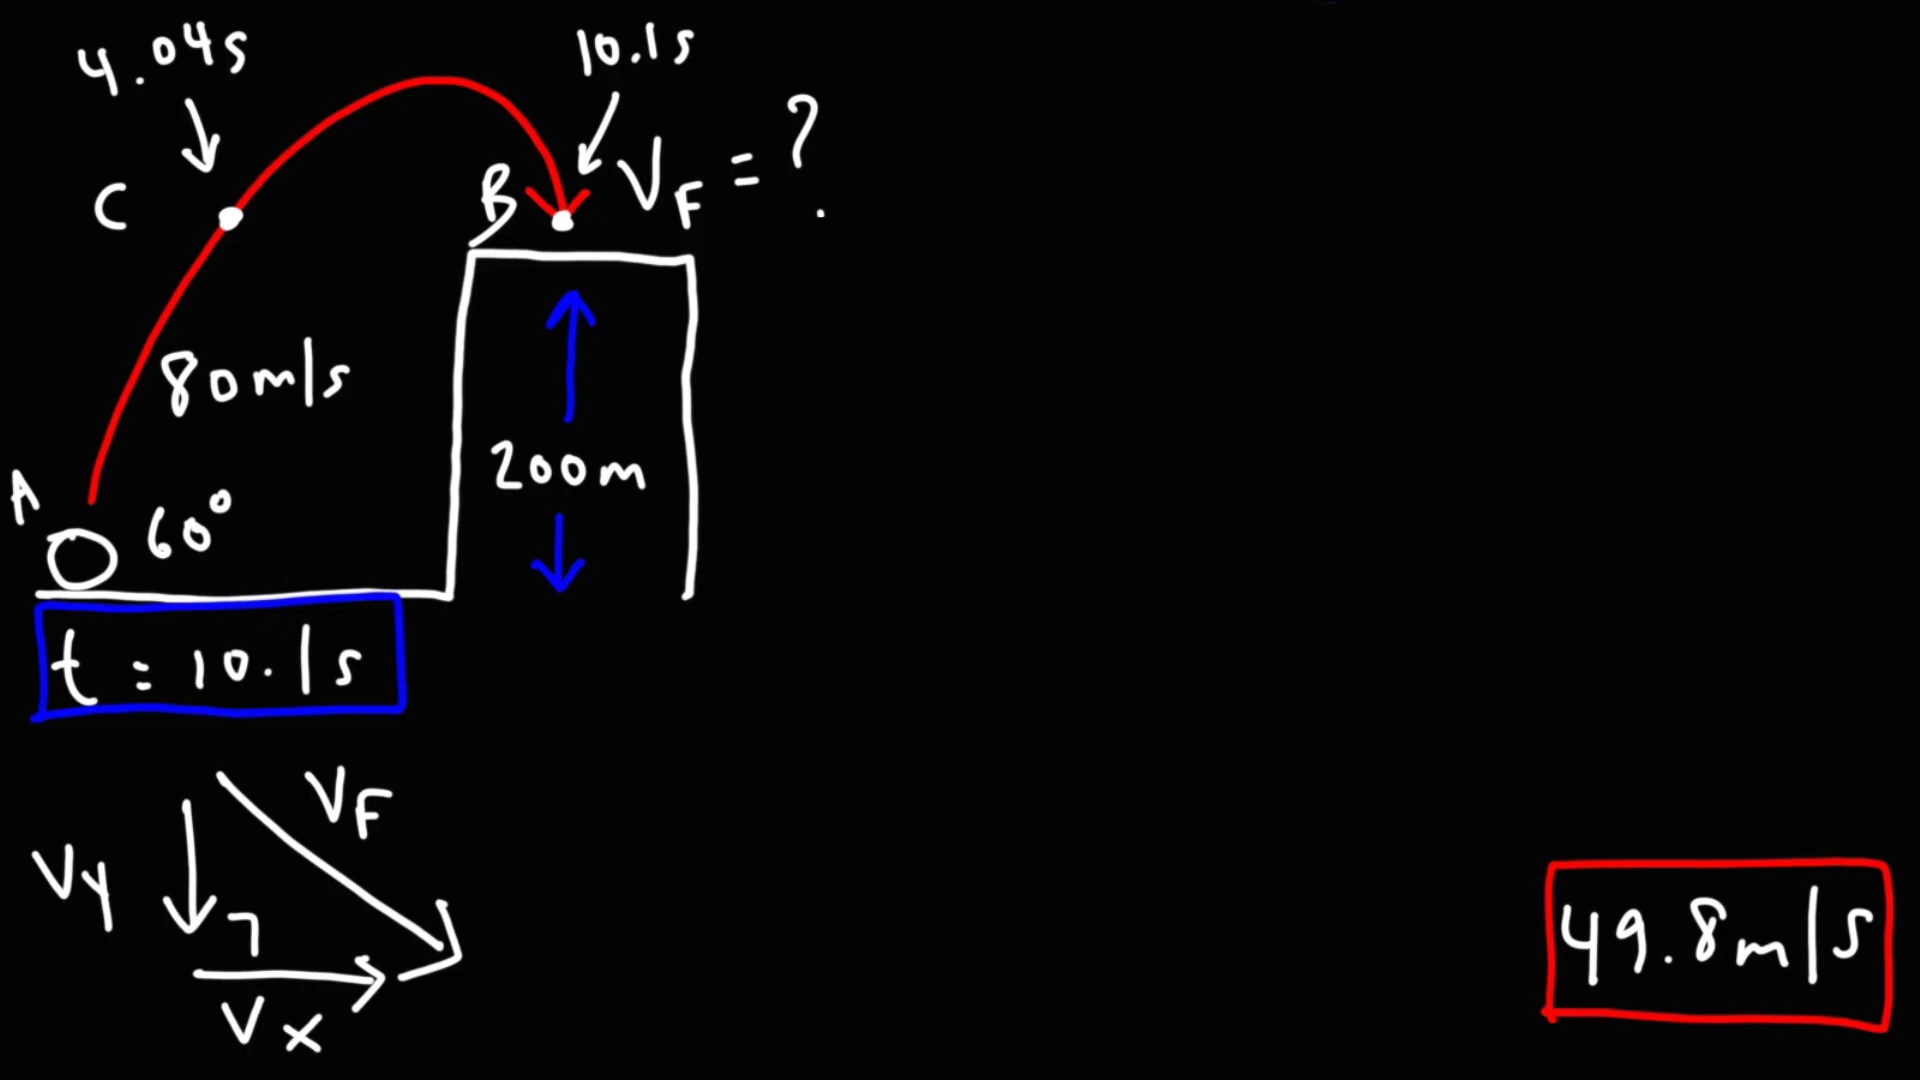 4.04s
10.1s
C
B
VF = ?
80m/s
200m
A
60°
t = 10.1s
VF
Vy
Vx
49.8m/s